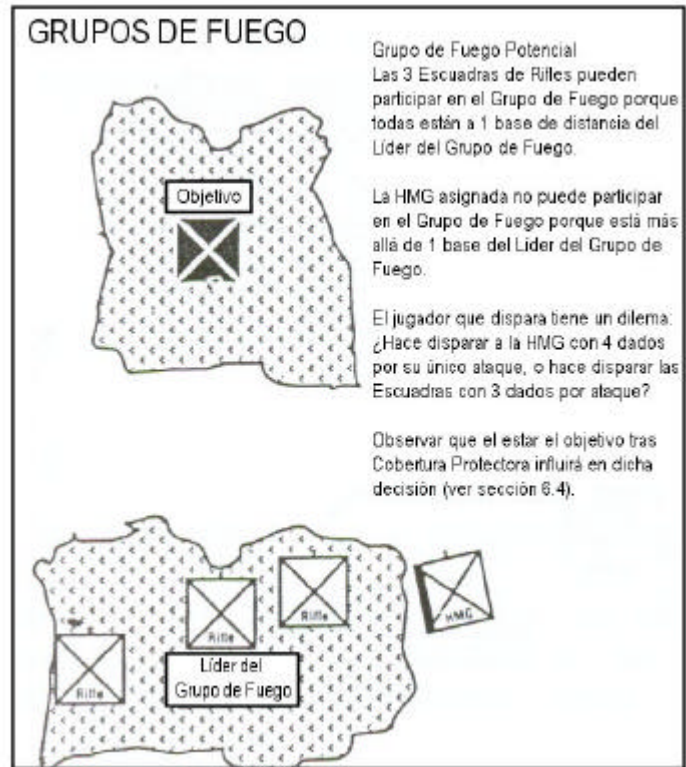 GRUPOS DE FUEGO
Grupo de Fuego Potencial
Las 3 Escuadras de Rifles pueden
participar en el Grupo de Fuego porque
todas están a 1 base de distancia del
Líder del Grupo de Fuego.
La HMG asignada no puede participar
en el Grupo de Fuego porque está más
allá de 1 base del Líder del Grupo de
Fuego.
El jugador que dispara tiene un dilema:
¿Hace disparar a la HMG con 4 dados
por su único ataque, o hace disparar las
Escuadras con 3 dados por ataque?
Observar que el estar el objetivo tras
Cobertura Protectora influirá en dicha
decisión (ver sección 6.4).
Objetivo
Rifle
Rifle
Rifle
HMG
Líder del
Grupo de Fuego